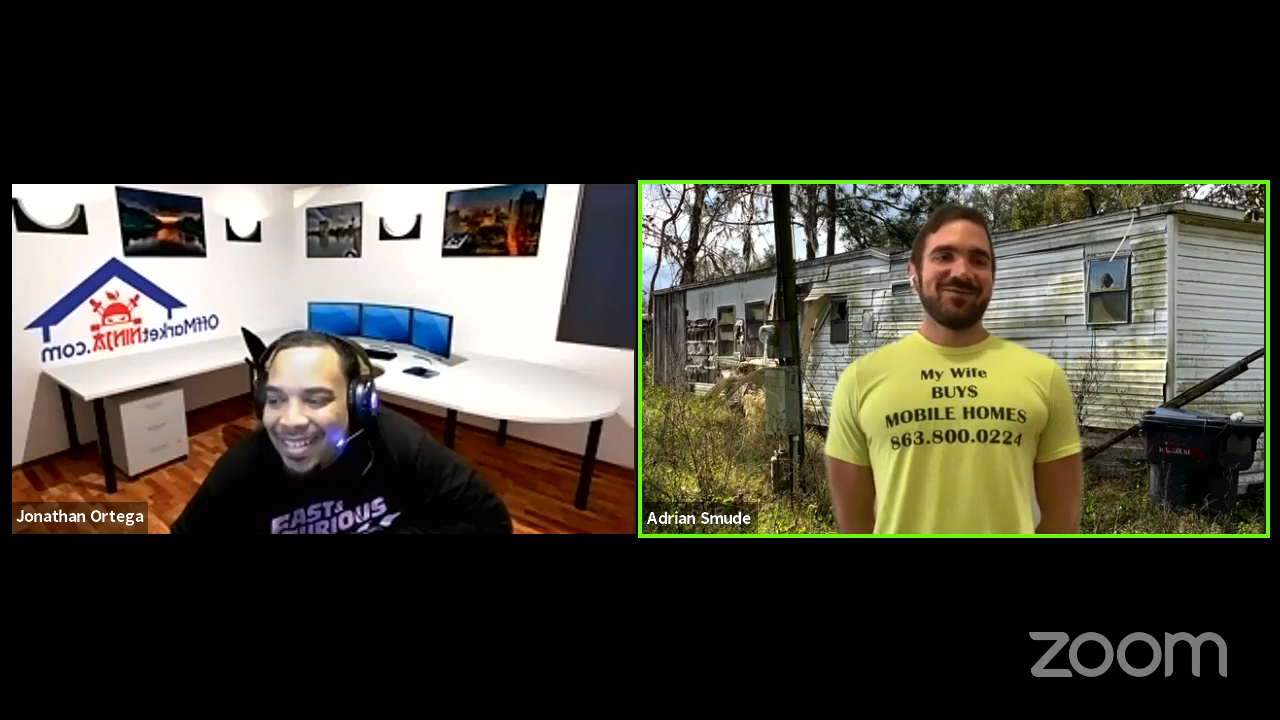 OffMarketNINJA
.com
FAST &
FURIOUS
Jonathan Ortega
My Wife
BUYS
MOBILE HOMES
863.800.0224
Adrian Smude
zoom